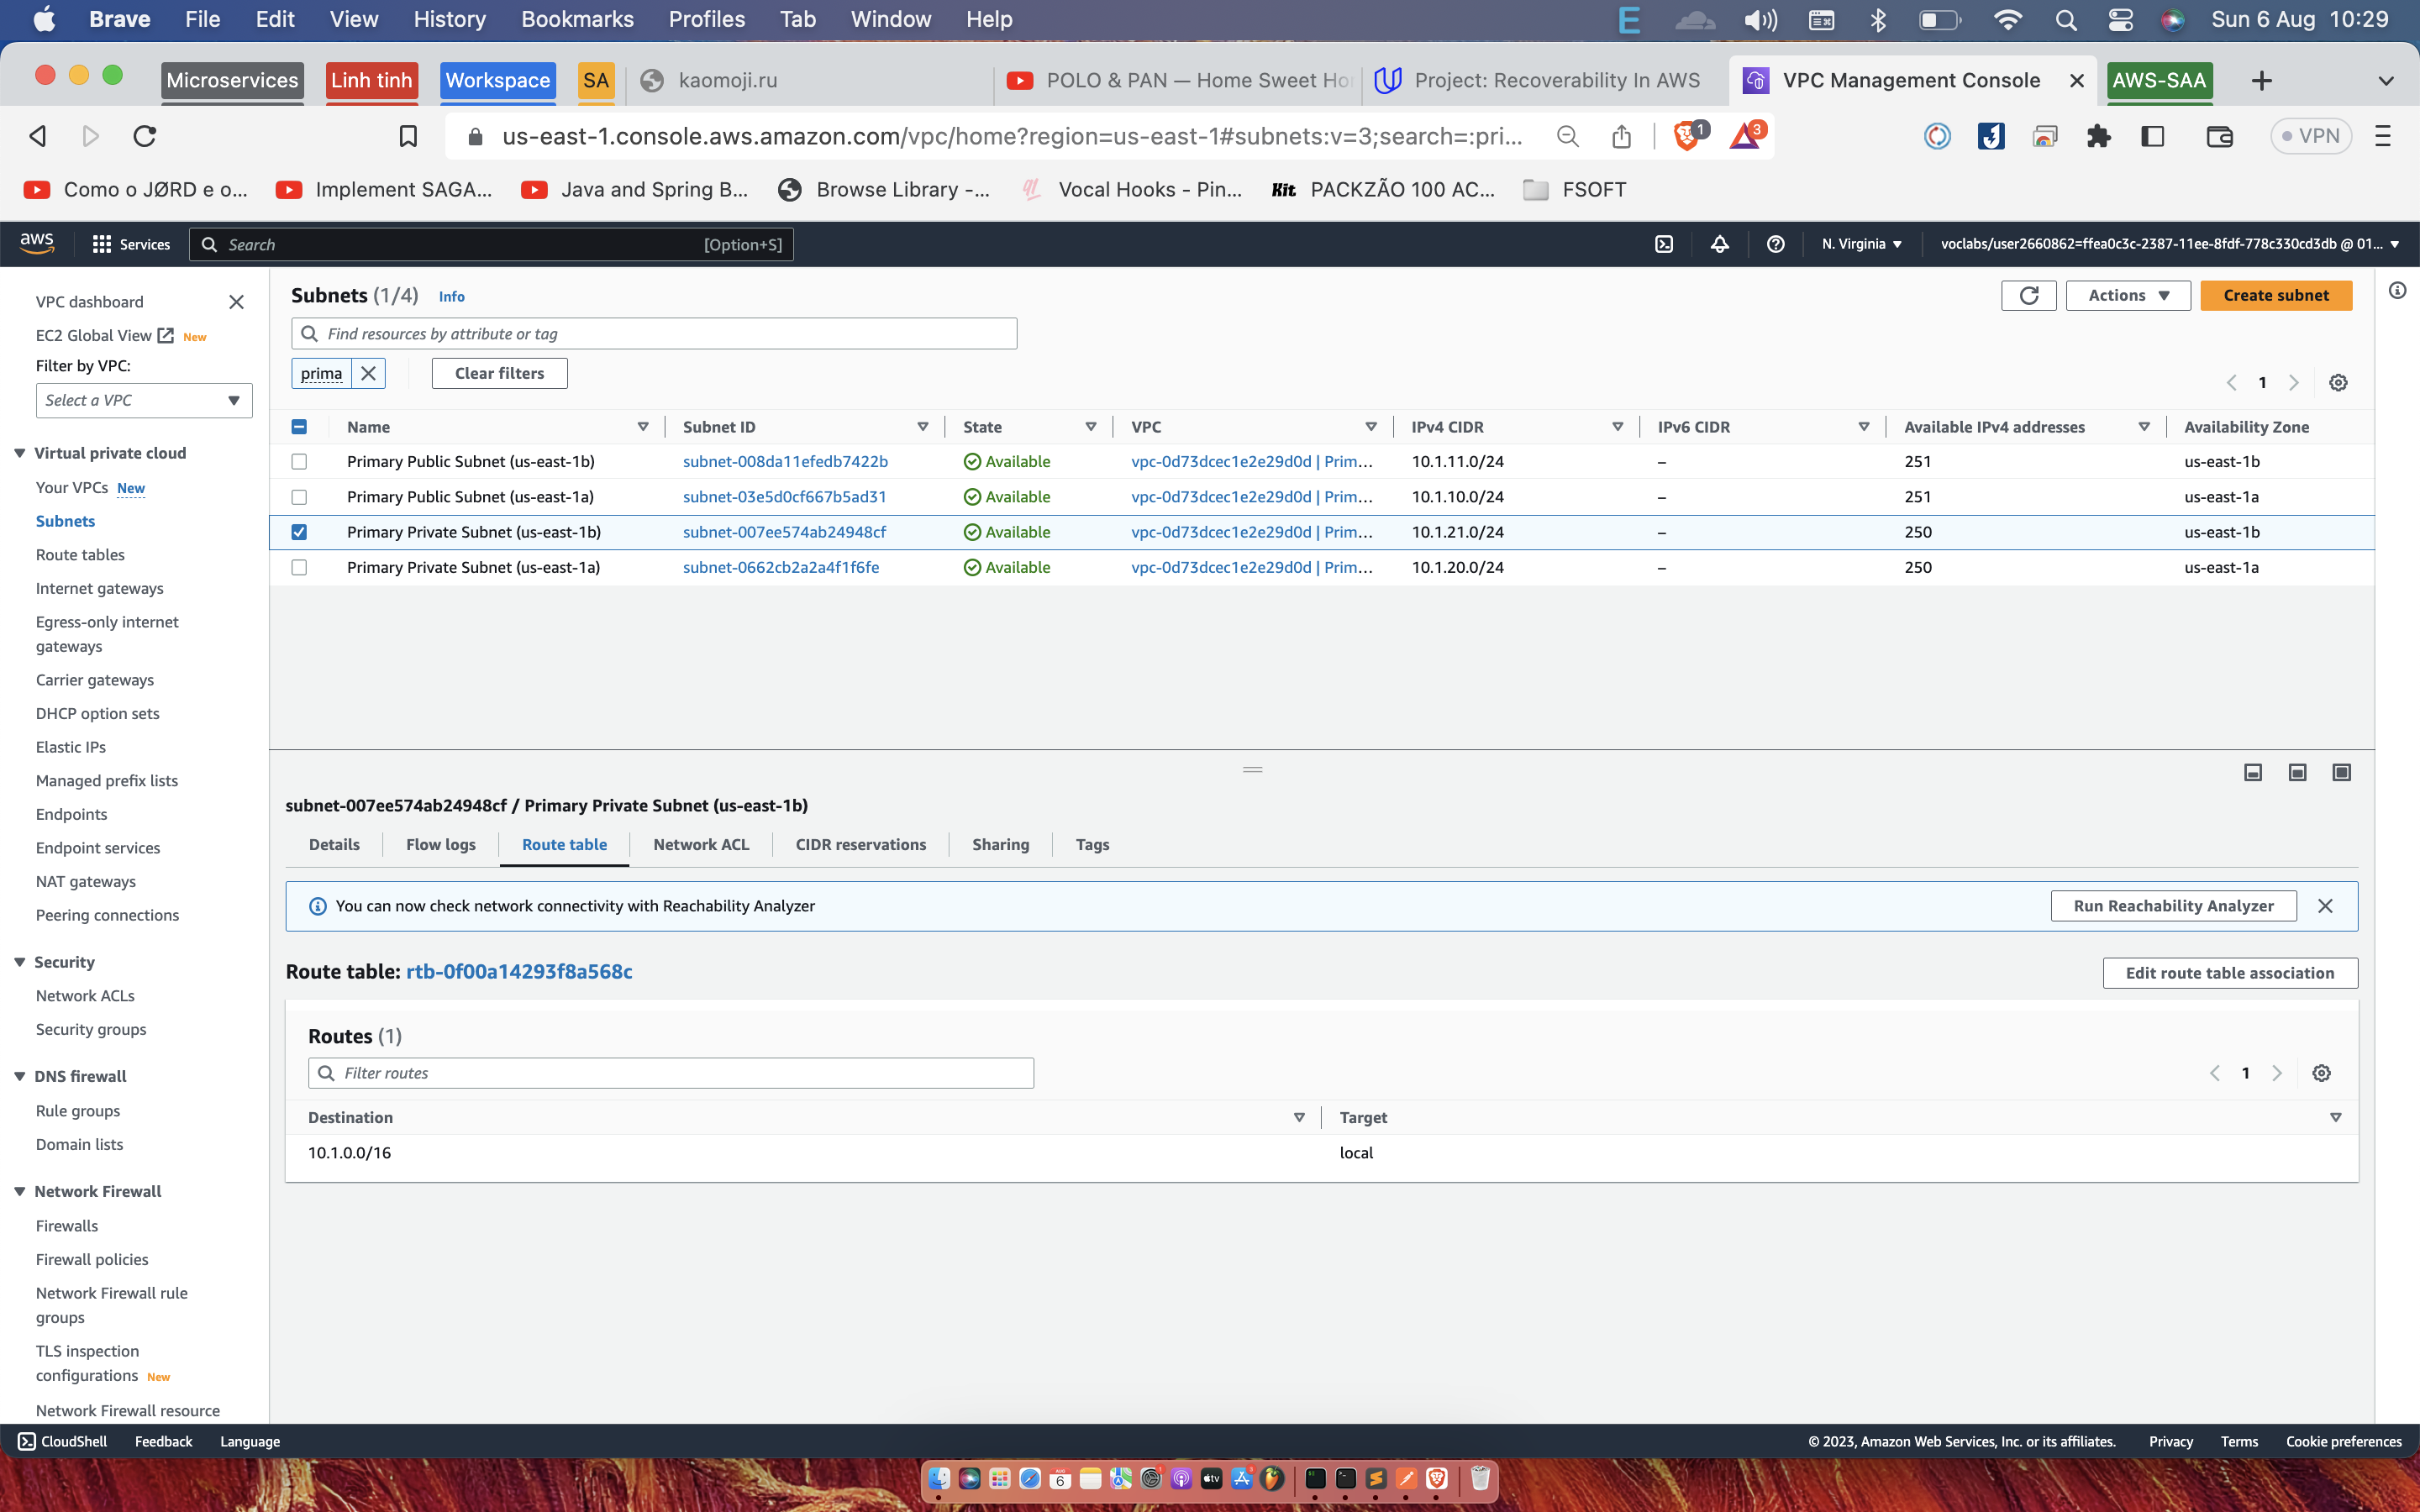 Brave File Edit View History Bookmarks Profiles Tab Window Help Sun 6 Aug 10:29
Microservices Linh tinh Workspace SA kaomoji.ru POLO & PAN — Home Sweet Ho Project: Recoverability In AWS VPC Management Console AWS-SAA
us-east-1.console.aws.amazon.com/vpc/home?region=us-east-1#subnets:v=3;search=:pri... 1 3 VPN
Como o JØRD e o... Implement SAGA... Java and Spring B... Browse Library -... Vocal Hooks - Pin... Kit PACKZÃO 100 AC... FSOFT
aws Services Search [Option+S] N. Virginia voclabs/user2660862=ffea0c3c-2387-11ee-8fdf-778c330cd3db @ 01...
VPC dashboard
EC2 Global View New
Filter by VPC:
Select a VPC
Virtual private cloud
Your VPCs New
Subnets
Route tables
Internet gateways
Egress-only internet
gateways
Carrier gateways
DHCP option sets
Elastic IPs
Managed prefix lists
Endpoints
Endpoint services
NAT gateways
Peering connections
Security
Network ACLs
Security groups
DNS firewall
Rule groups
Domain lists
Network Firewall
Firewalls
Firewall policies
Network Firewall rule
groups
TLS inspection
configurations New
Network Firewall resource
Subnets (1/4) Info
Actions Create subnet
Find resources by attribute or tag
prima Clear filters
1
Name Subnet ID State VPC IPv4 CIDR IPv6 CIDR Available IPv4 addresses Availability Zone
Primary Public Subnet (us-east-1b) subnet-008da11efedb7422b Available vpc-0d73dcec1e2e29d0d | Prim... 10.1.11.0/24 – 251 us-east-1b
Primary Public Subnet (us-east-1a) subnet-03e5d0cf667b5ad31 Available vpc-0d73dcec1e2e29d0d | Prim... 10.1.10.0/24 – 251 us-east-1a
Primary Private Subnet (us-east-1b) subnet-007ee574ab24948cf Available vpc-0d73dcec1e2e29d0d | Prim... 10.1.21.0/24 – 250 us-east-1b
Primary Private Subnet (us-east-1a) subnet-0662cb2a2a4f1f6fe Available vpc-0d73dcec1e2e29d0d | Prim... 10.1.20.0/24 – 250 us-east-1a
subnet-007ee574ab24948cf / Primary Private Subnet (us-east-1b)
Details Flow logs Route table Network ACL CIDR reservations Sharing Tags
You can now check network connectivity with Reachability Analyzer Run Reachability Analyzer
Route table: rtb-0f00a14293f8a568c Edit route table association
Routes (1)
Filter routes 1
Destination Target
10.1.0.0/16 local
CloudShell Feedback Language © 2023, Amazon Web Services, Inc. or its affiliates. Privacy Terms Cookie preferences